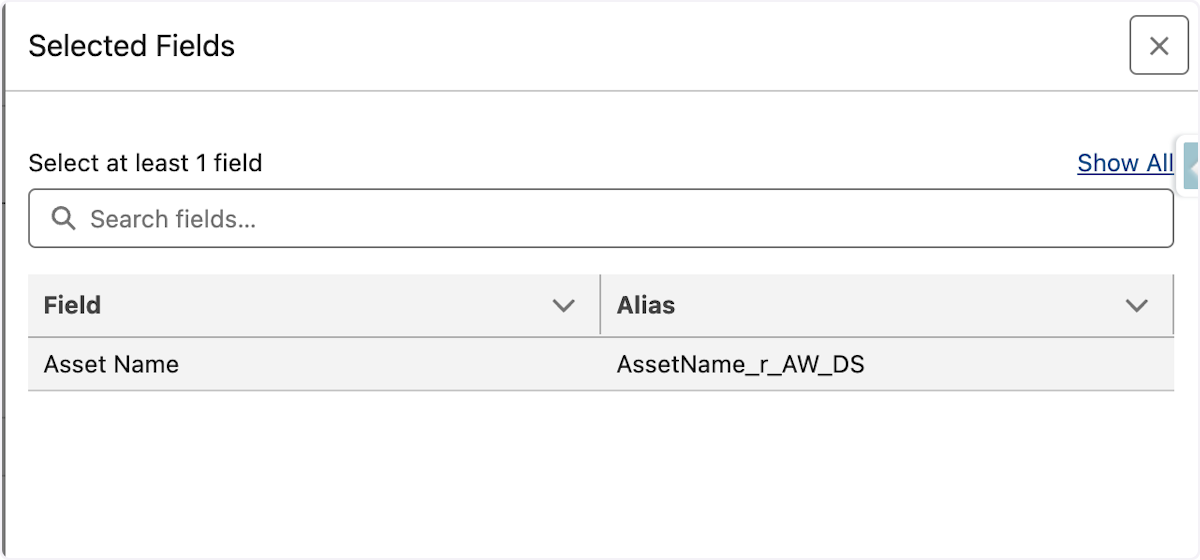 Selected Fields
Select at least 1 field Show All
Search fields...
Field Alias
Asset Name AssetName_r_AW_DS